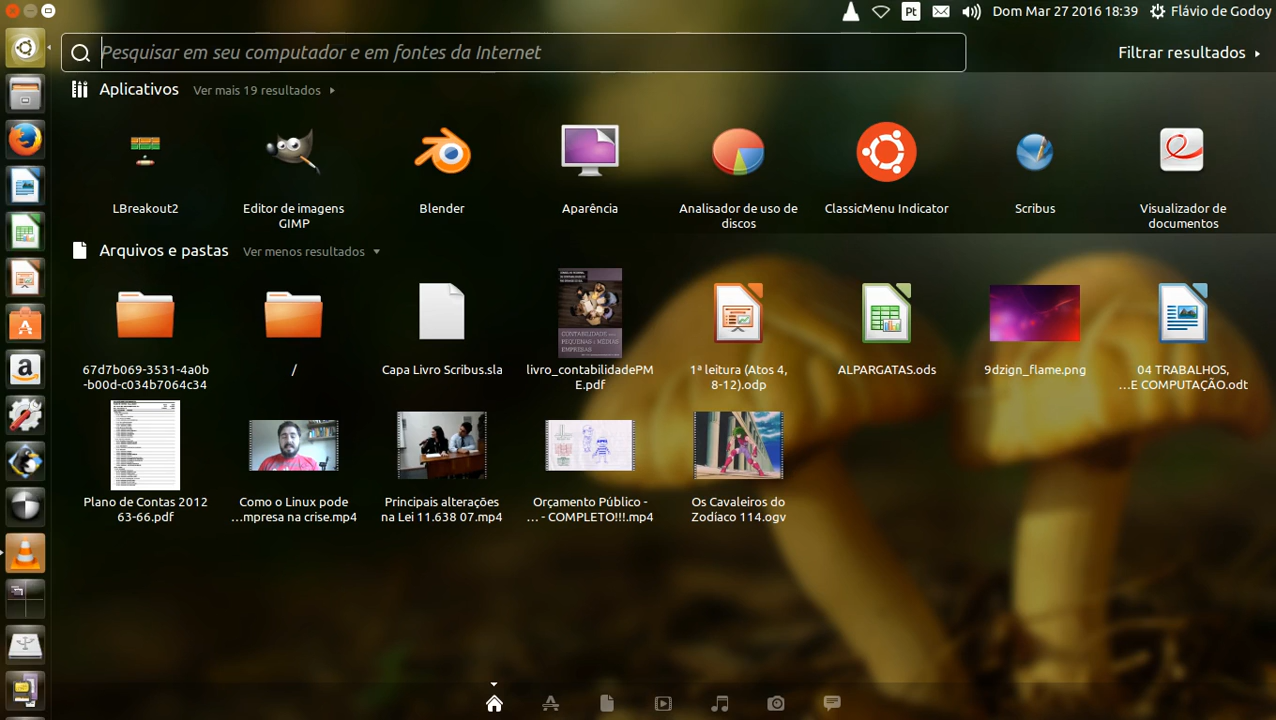 Pt
Dom Mar 27 2016 18:39
Flávio de Godoy
Pesquisar em seu computador e em fontes da Internet
Filtrar resultados
Aplicativos
Ver mais 19 resultados
LBreakout2
Editor de imagens
GIMP
Blender
Aparência
Analisador de uso de
discos
ClassicMenu Indicator
Scribus
Visualizador de
documentos
Arquivos e pastas
Ver menos resultados
67d7b069-3531-4a0b
-b00d-c034b7064c34
/
Capa Livro Scribus.sla
CONTABILIDADE
PEQUENAS E MÉDIAS
EMPRESAS
livro_contabilidadePM
E.pdf
1ª leitura (Atos 4,
8-12).odp
ALPARGATAS.ods
9dzign_flame.png
04 TRABALHOS,
...E COMPUTAÇÃO.odt
Plano de Contas 2012
63-66.pdf
Como o Linux pode
...mpresa na crise.mp4
Principais alterações
na Lei 11.638 07.mp4
Orçamento Público -
... - COMPLETO!!!.mp4
Os Cavaleiros do
Zodíaco 114.ogv